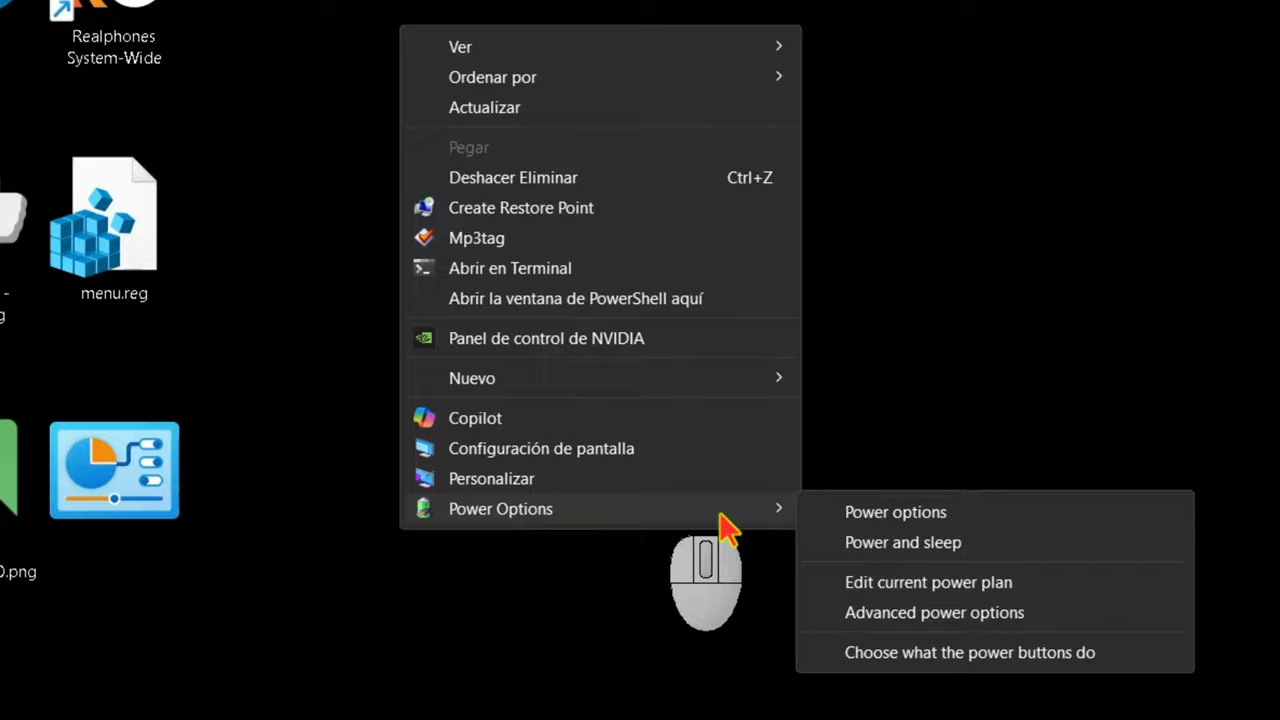 Realphones
System-Wide
menu.reg
-
g
0.png
Ver
Ordenar por
Actualizar
Pegar
Deshacer Eliminar Ctrl+Z
Create Restore Point
Mp3tag
Abrir en Terminal
Abrir la ventana de PowerShell aquí
Panel de control de NVIDIA
Nuevo
Copilot
Configuración de pantalla
Personalizar
Power Options
Power options
Power and sleep
Edit current power plan
Advanced power options
Choose what the power buttons do